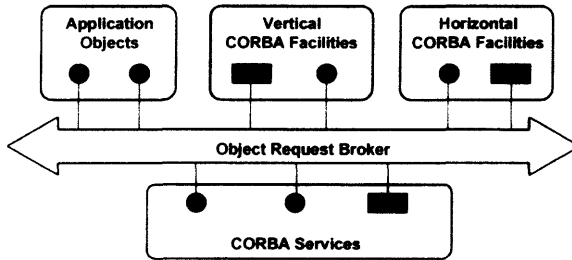 Application
Objects
Vertical
CORBA Facilities
Horizontal
CORBA Facilities
Object Request Broker
CORBA Services